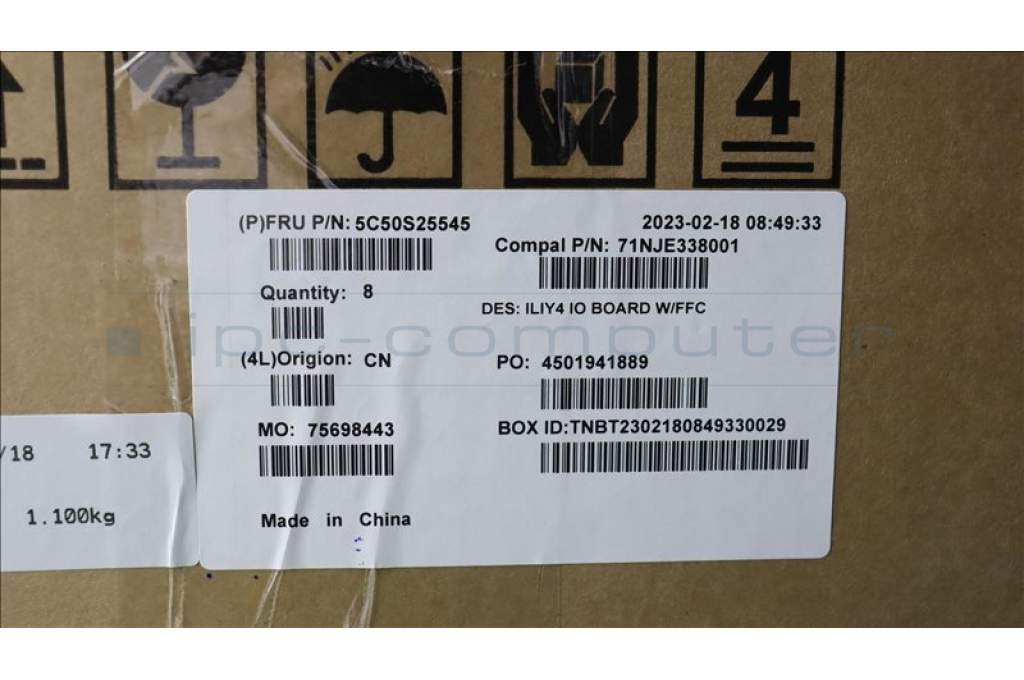 4
(P)FRU P/N: 5C50S25545
2023-02-18 08:49:33
Compal P/N: 71NJE338001
Quantity: 8
DES: ILIY4 IO BOARD W/FFC
ipc-computer
(4L)Origion: CN
PO: 4501941889
MO: 75698443
BOX ID:TNBT2302180849330029
/18 17:33
1.100kg
Made in China